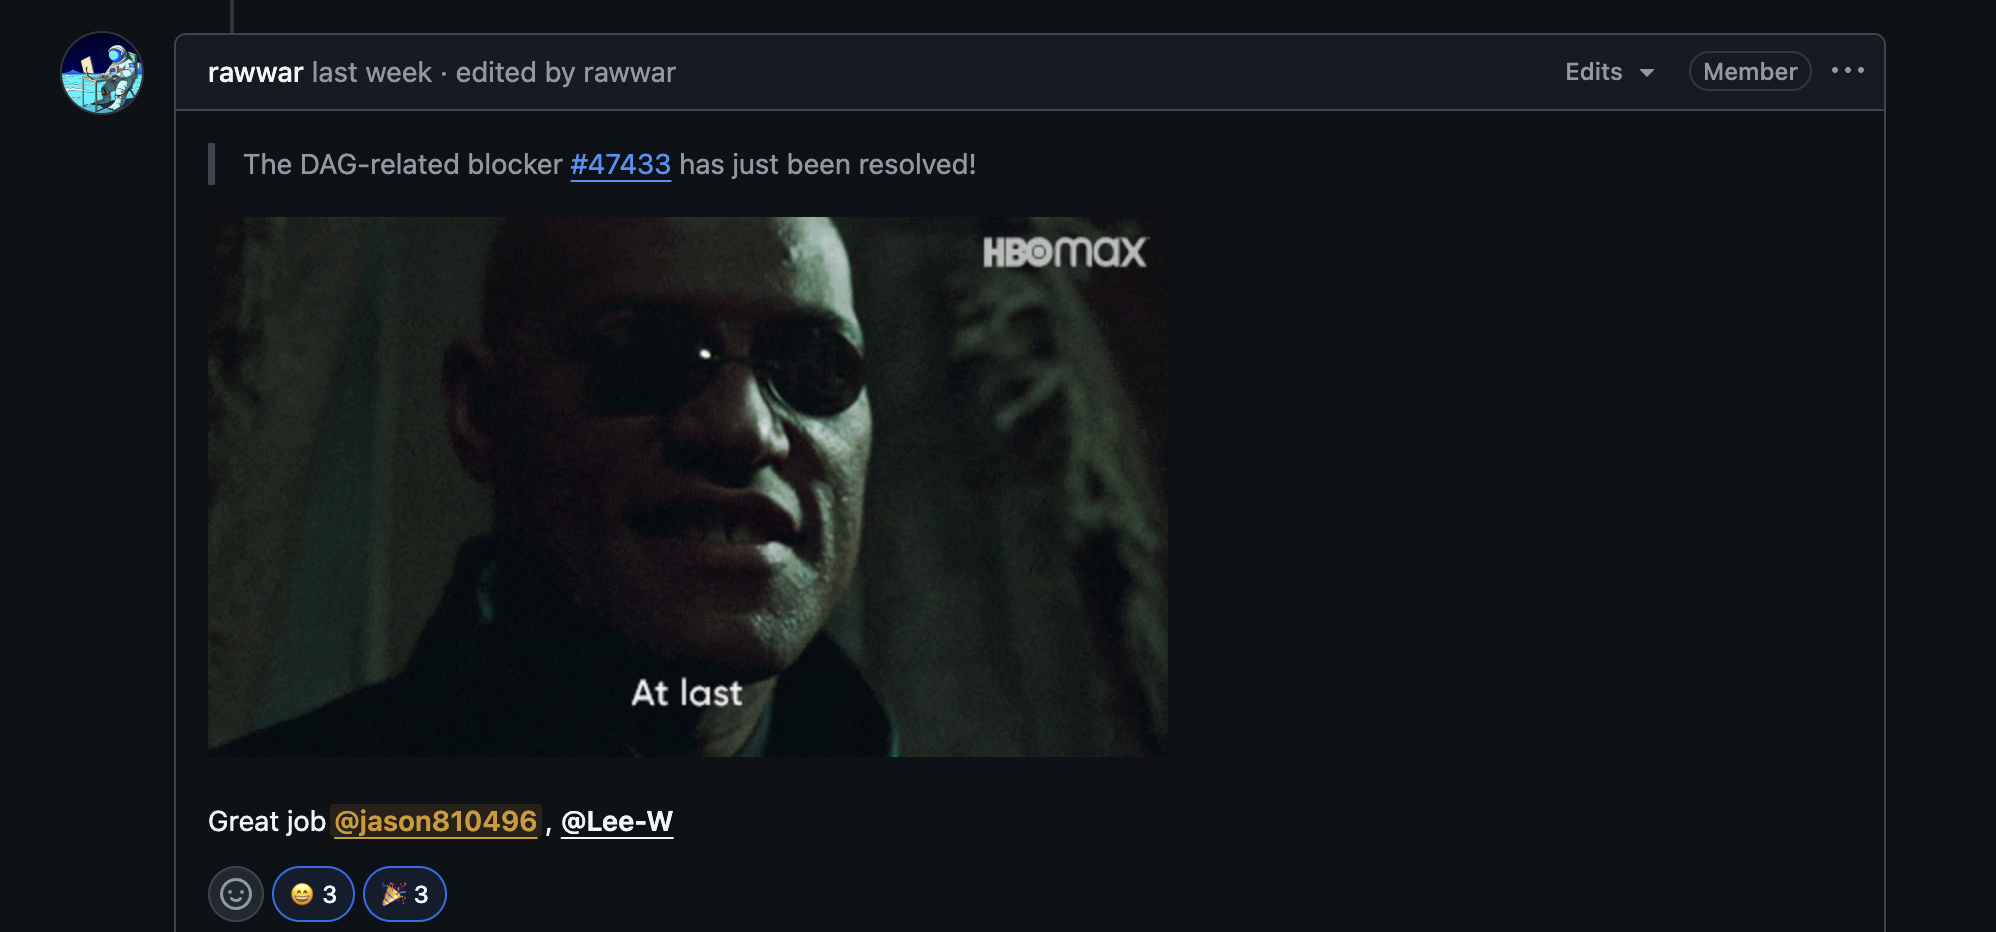 rawwar last week · edited by rawwar
Edits
Member
The DAG-related blocker #47433 has just been resolved!
HBOmax
At last
Great job @jason810496 , @Lee-W
😄 3
🎉 3